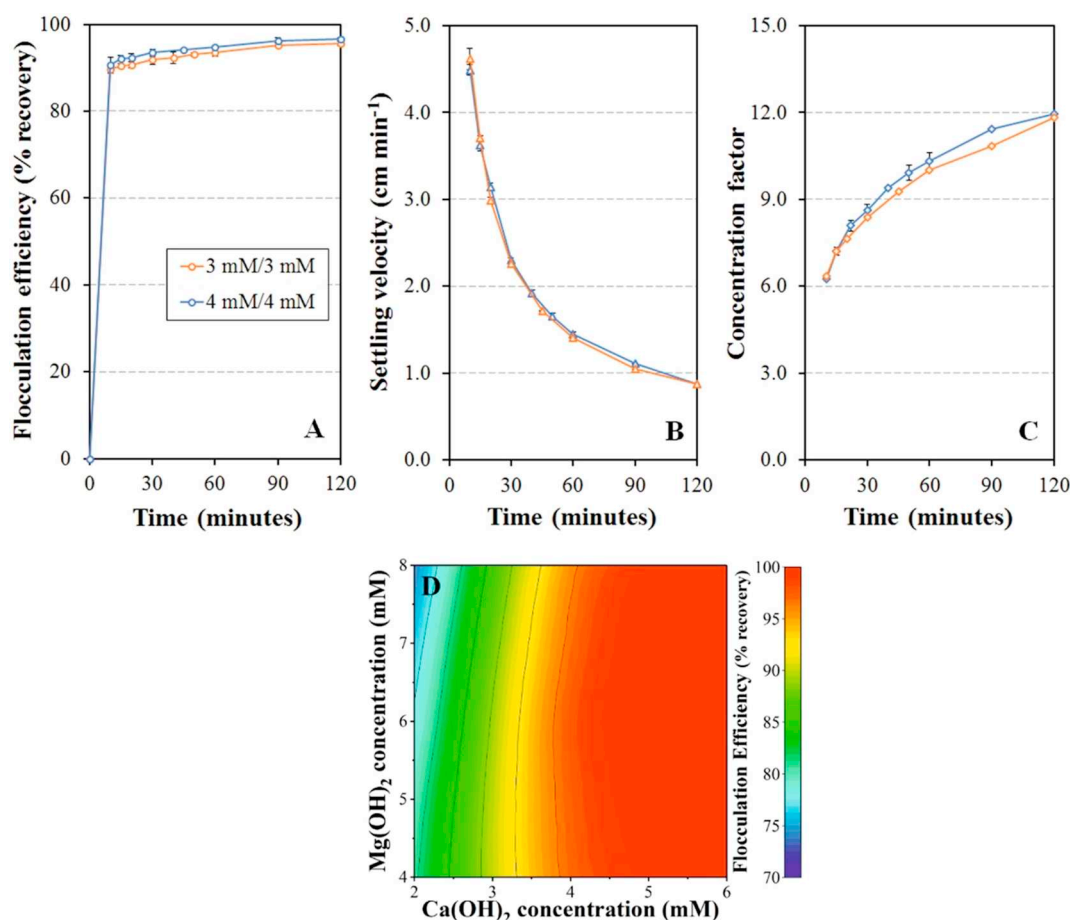 100
80
60
40
20
0
Flocculation efficiency (% recovery)
3 mM/3 mM
4 mM/4 mM
A
0 30 60 90 120
Time (minutes)
5.0
4.0
3.0
2.0
1.0
0.0
Settling velocity (cm min⁻¹)
B
0 30 60 90 120
Time (minutes)
15.0
12.0
9.0
6.0
3.0
0.0
Concentration factor
C
0 30 60 90 120
Time (minutes)
D
8
7
6
5
4
Mg(OH)₂ concentration (mM)
2 3 4 5 6
Ca(OH)₂ concentration (mM)
100
95
90
85
80
75
70
Flocculation Efficiency (% recovery)